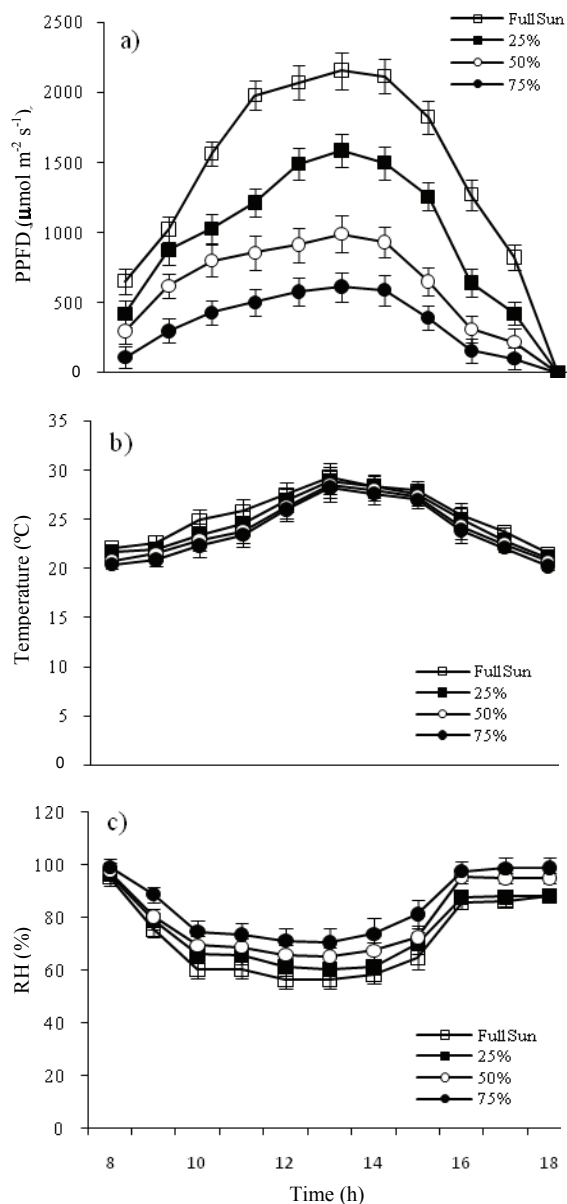 a)
FullSun
25%
50%
75%
2500
2000
1500
1000
500
0
PPFD (µmol m⁻² s⁻¹)
b)
35
30
25
20
15
10
5
0
Temperature (ºC)
FullSun
25%
50%
75%
c)
120
100
80
60
40
20
0
RH (%)
FullSun
25%
50%
75%
8 10 12 14 16 18
Time (h)